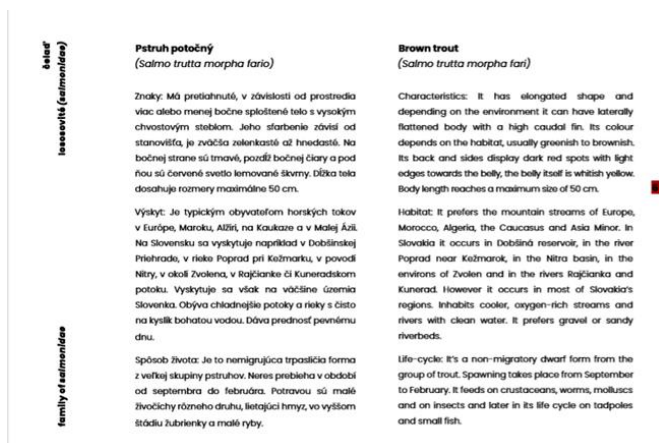 čeľaď
lososovité (salmonidae)
family of salmonidae
Pstruh potočný
(Salmo trutta morpha fario)
Znaky: Má pretiahnuté, v závislosti od prostredia
viac alebo menej bočne sploštené telo s vysokým
chvostovým steblom. Jeho sfarbenie závisí od
stanovišťa, je zväčša zelenkasté až hnedasté. Na
bočnej strane sú tmavé, pozdĺž bočnej čiary a pod
ňou sú červené svetlo lemované škvrny. Dĺžka tela
dosahuje rozmery maximálne 50 cm.
Výskyt: Je typickým obyvateľom horských tokov
v Európe, Maroku, Alžíri, na Kaukaze a v Malej Ázii.
Na Slovensku sa vyskytuje napríklad v Dobšinskej
Priehrade, v rieke Poprad pri Kežmarku, v povodí
Nitry, v okolí Zvolena, v Rajčianke či Kuneradskom
potoku. Vyskytuje sa však na väčšine územia
Slovenka. Obýva chladnejšie potoky a rieky s čisto
na kyslík bohatou vodou. Dáva prednosť pevnému
dnu.
Spôsob života: Je to nemigrujúca trpasličia forma
z veľkej skupiny pstruhov. Neres prebieha v období
od septembra do februára. Potravou sú malé
živočíchy rôzneho druhu, lietajúci hmyz, vo vyššom
štádiu žubrienky a malé ryby.
Brown trout
(Salmo trutta morpha fari)
Characteristics: It has elongated shape and
depending on the environment it can have laterally
flattened body with a high caudal fin. Its colour
depends on the habitat, usually greenish to brownish.
Its back and sides display dark red spots with light
edges towards the belly, the belly itself is whitish yellow.
Body length reaches a maximum size of 50 cm.
Habitat: It prefers the mountain streams of Europe,
Morocco, Algeria, the Caucasus and Asia Minor. In
Slovakia it occurs in Dobšiná reservoir, in the river
Poprad near Kežmarok, in the Nitra basin, in the
environs of Zvolen and in the rivers Rajčianka and
Kunerad. However it occurs in most of Slovakia's
regions. Inhabits cooler, oxygen-rich streams and
rivers with clean water. It prefers gravel or sandy
riverbeds.
Life-cycle: It's a non-migratory dwarf form from the
group of trout. Spawning takes place from September
to February. It feeds on crustaceans, worms, molluscs
and on insects and later in its life cycle on tadpoles
and small fish.